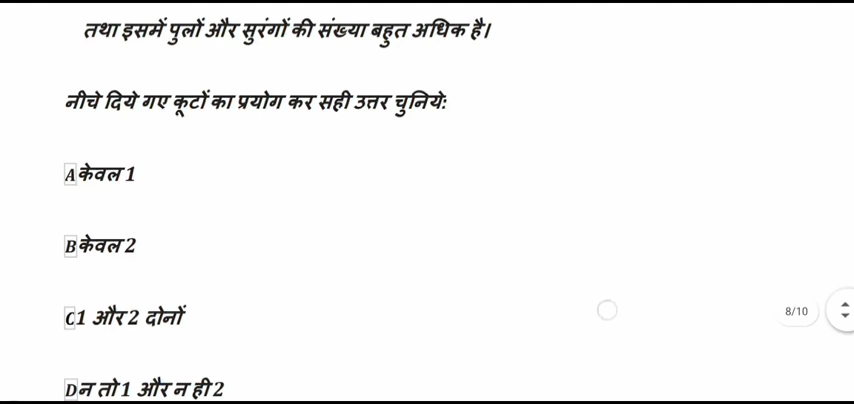 तथा इसमें पुलों और सुरंगों की संख्या बहुत अधिक है।
नीचे दिये गए कूटों का प्रयोग कर सही उत्तर चुनिये:
A केवल 1
B केवल 2
C 1 और 2 दोनों
8/10
D न तो 1 और न ही 2